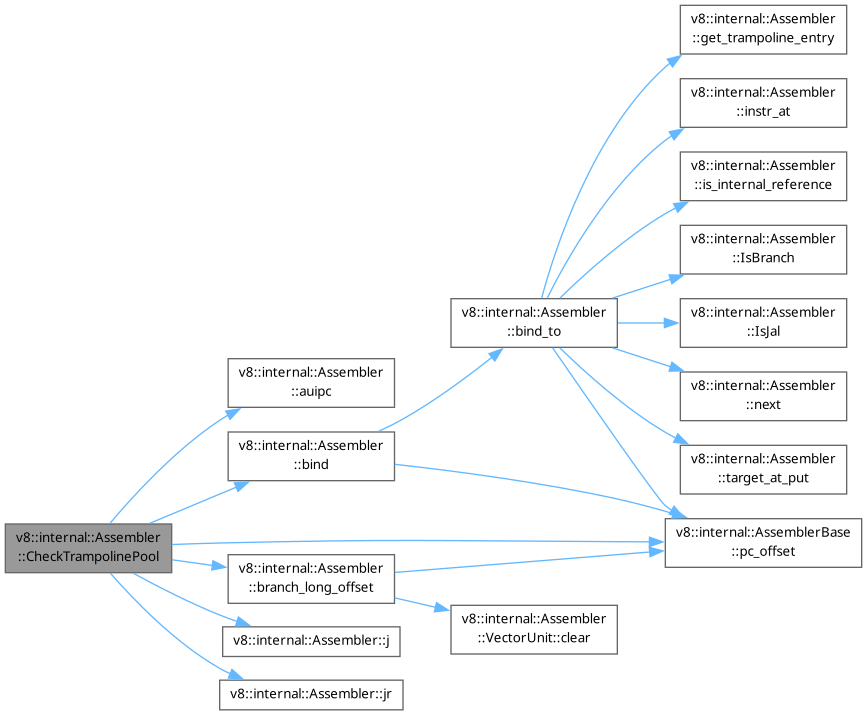 v8::internal::Assembler
::get_trampoline_entry
v8::internal::Assembler
::instr_at
v8::internal::Assembler
::is_internal_reference
v8::internal::Assembler
::IsBranch
v8::internal::Assembler
::bind_to
v8::internal::Assembler
::IsJal
v8::internal::Assembler
::auipc
v8::internal::Assembler
::next
v8::internal::Assembler
::bind
v8::internal::Assembler
::target_at_put
v8::internal::Assembler
::CheckTrampolinePool
v8::internal::AssemblerBase
::pc_offset
v8::internal::Assembler
::branch_long_offset
v8::internal::Assembler
::VectorUnit::clear
v8::internal::Assembler::j
v8::internal::Assembler::jr